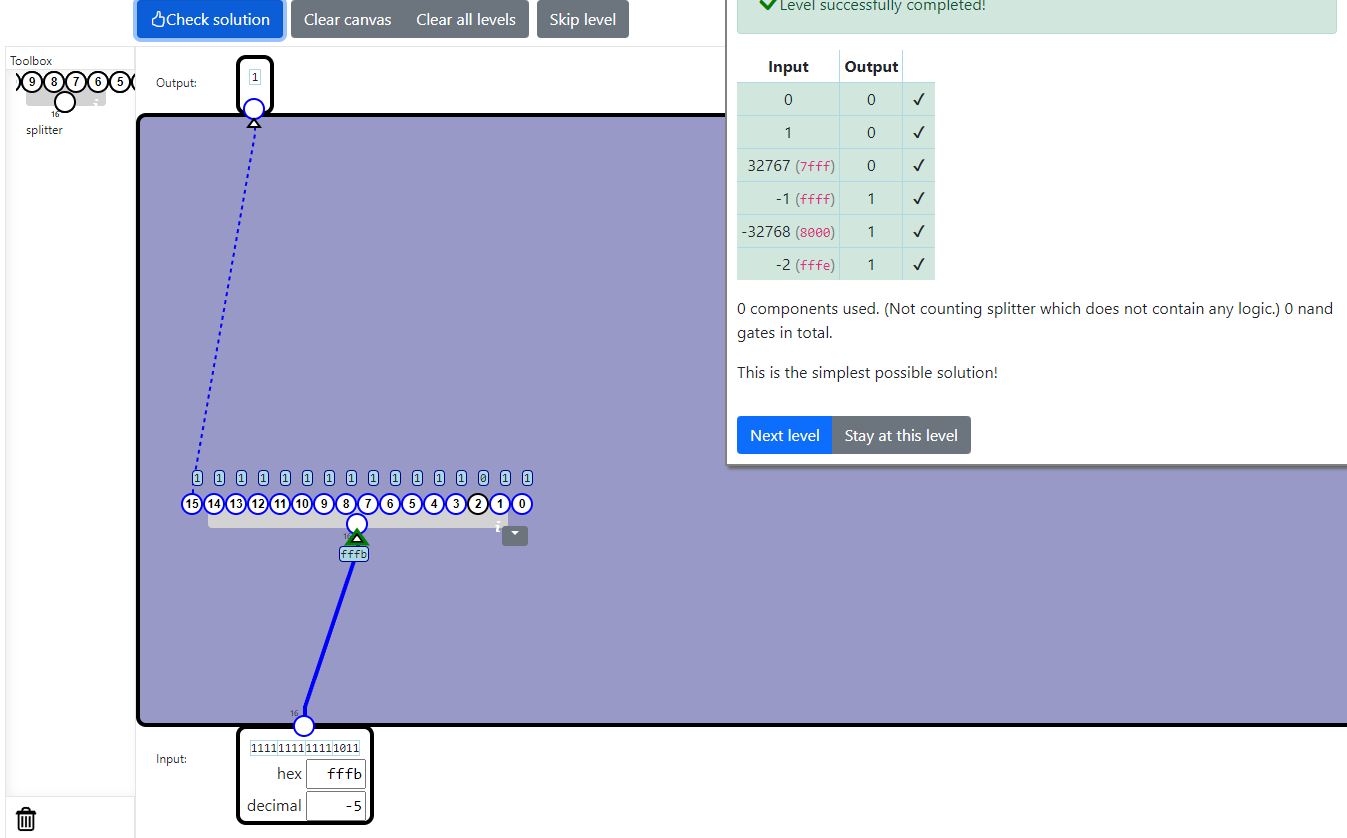 Check solution Clear canvas Clear all levels Skip level
Level successfully completed!
Toolbox
9 8 7 6 5
16
splitter
Output:
1
Input Output
0 0 ✓
1 0 ✓
32767 (7fff) 0 ✓
-1 (ffff) 1 ✓
-32768 (8000) 1 ✓
-2 (fffe) 1 ✓
0 components used. (Not counting splitter which does not contain any logic.) 0 nand
gates in total.
This is the simplest possible solution!
Next level Stay at this level
1 1 1 1 1 1 1 1 1 1 1 1 1 0 1 1
15 14 13 12 11 10 9 8 7 6 5 4 3 2 1 0
fffb
16
Input:
1111111111111011
hex fffb
decimal -5